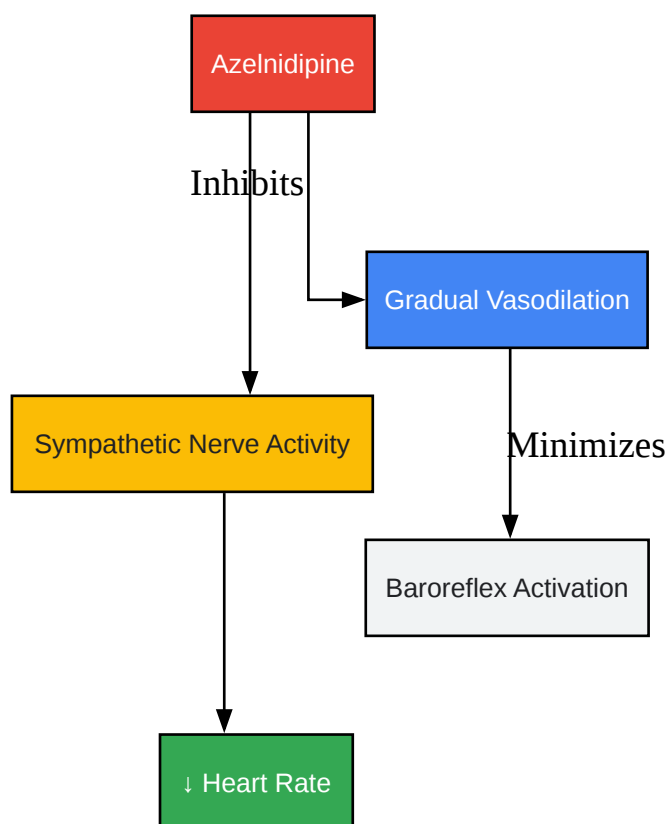 Azelnidipine
Inhibits
Gradual Vasodilation
Sympathetic Nerve Activity
Minimizes
Baroreflex Activation
↓ Heart Rate